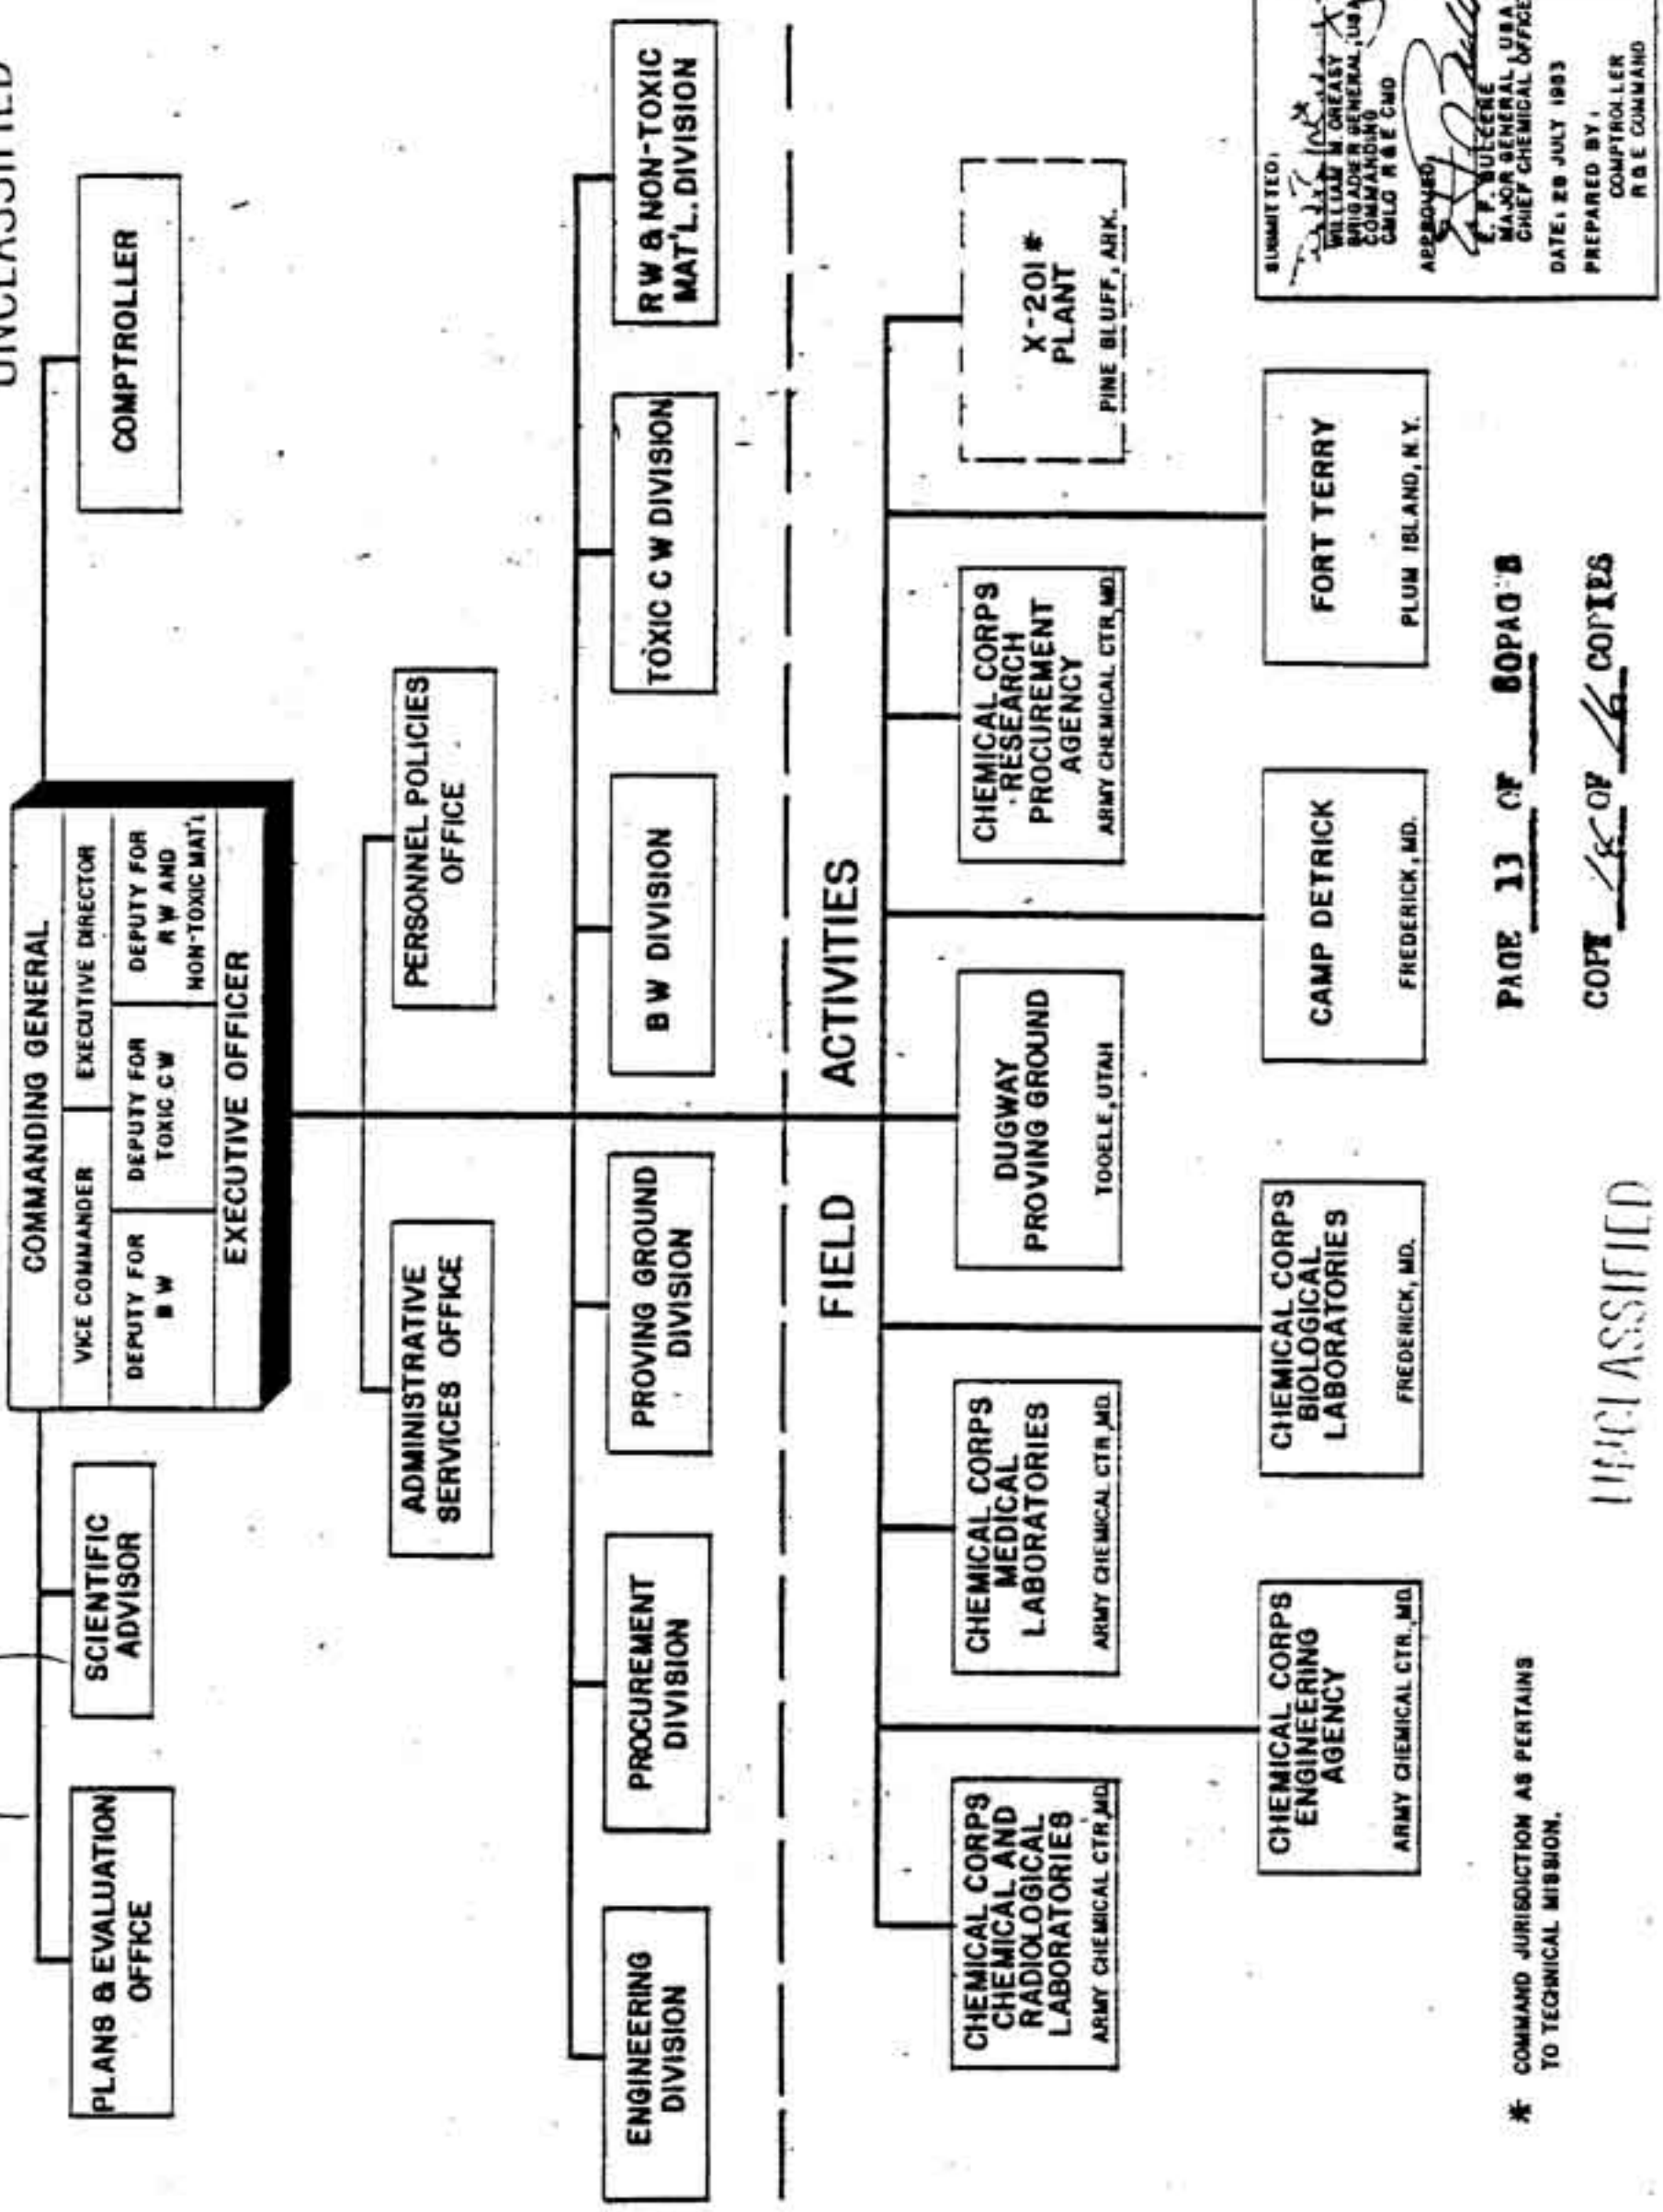 UNCLASSIFIED
COMMANDING GENERAL
VICE COMMANDER
EXECUTIVE DIRECTOR
DEPUTY FOR
B W
DEPUTY FOR
TOXIC C W
DEPUTY FOR
R W AND
NON-TOXIC MAT'L
EXECUTIVE OFFICER
PLANS & EVALUATION
OFFICE
SCIENTIFIC
ADVISOR
COMPTROLLER
ADMINISTRATIVE
SERVICES OFFICE
PERSONNEL POLICIES
OFFICE
ENGINEERING
DIVISION
PROCUREMENT
DIVISION
PROVING GROUND
DIVISION
B W DIVISION
TOXIC C W DIVISION
R W & NON-TOXIC
MAT'L. DIVISION
FIELD ACTIVITIES
CHEMICAL CORPS
CHEMICAL AND
RADIOLOGICAL
LABORATORIES
ARMY CHEMICAL CTR., MD.
CHEMICAL CORPS
MEDICAL
LABORATORIES
ARMY CHEMICAL CTR., MD.
DUGWAY
PROVING GROUND
TOOELE, UTAH
CHEMICAL CORPS
RESEARCH
PROCUREMENT
AGENCY
ARMY CHEMICAL CTR., MD.
X-201 *
PLANT
PINE BLUFF, ARK.
CHEMICAL CORPS
ENGINEERING
AGENCY
ARMY CHEMICAL CTR., MD.
CHEMICAL CORPS
BIOLOGICAL
LABORATORIES
FREDERICK, MD.
CAMP DETRICK
FREDERICK, MD.
FORT TERRY
PLUM ISLAND, N.Y.
SUBMITTED:
WILLIAM M. CREASY
BRIGADIER GENERAL, USA
COMMANDING
CMLC R & E CMD
APPROVED:
E. F. BULLENE
MAJOR GENERAL, USA
CHIEF CHEMICAL OFFICE
DATE: 28 JULY 1953
PREPARED BY:
COMPTROLLER
R & E COMMAND
* COMMAND JURISDICTION AS PERTAINS
TO TECHNICAL MISSION.
PAGE 13 OF
COPY OF 16 COPIES
UNCLASSIFIED